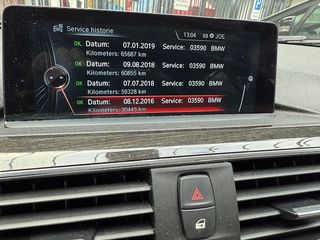 Service historie
13:04 JOE
OK Datum: 07.01.2019 Service: 03590 BMW
Kilometers: 65687 km
OK Datum: 09.08.2018 Service: 03590 BMW
Kilometers: 60855 km
OK Datum: 07.07.2018 Service: 03590 BMW
Kilometers: 59328 km
OK Datum: 08.12.2016 Service: 03590 BMW
Kilometers: 30445 km